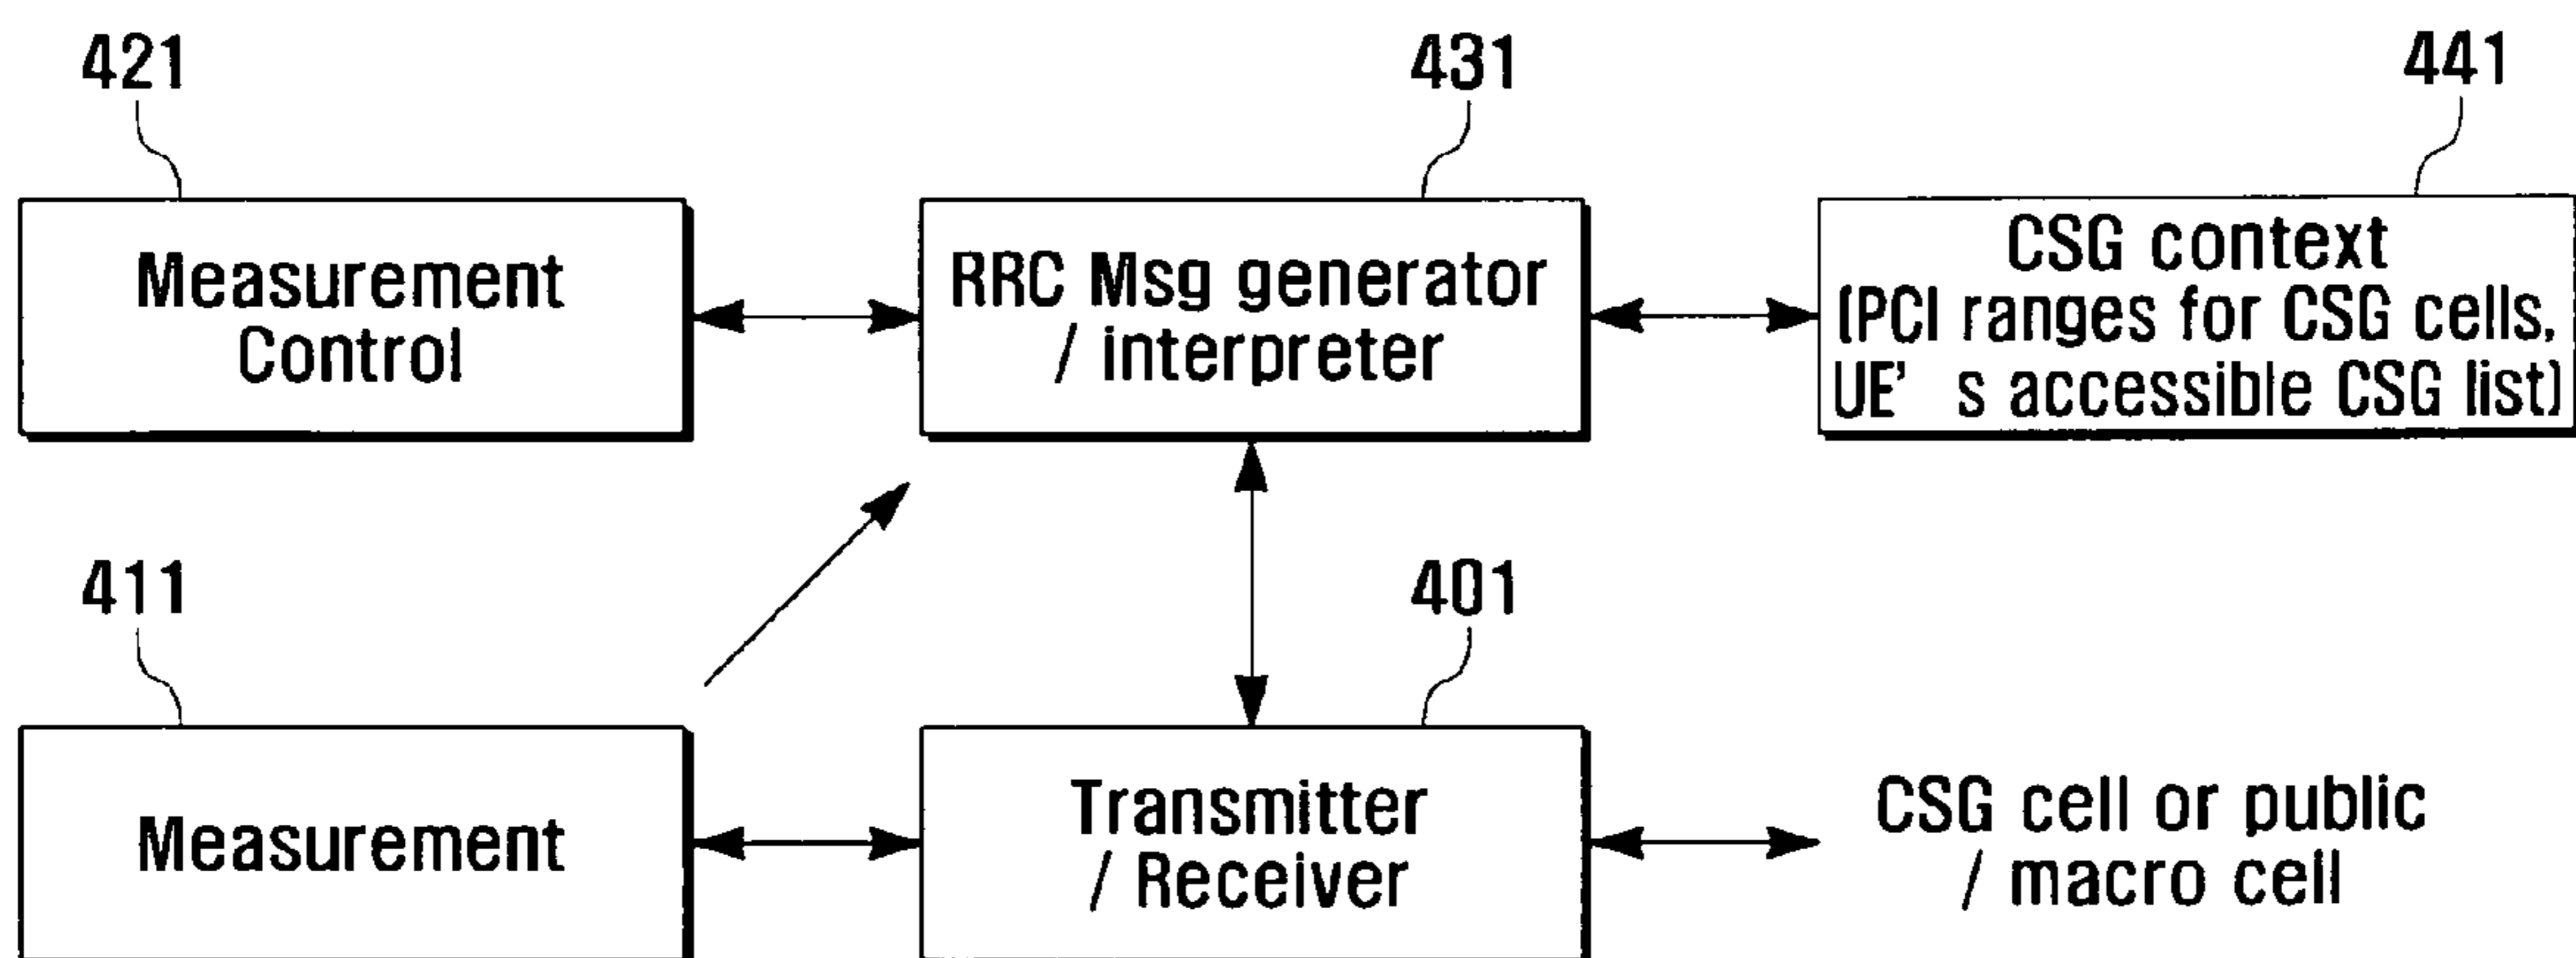 421
431
441
Measurement
Control
RRC Msg generator
/ interpreter
CSG context
(PCI ranges for CSG cells,
UE' s accessible CSG list)
411
401
Measurement
Transmitter
/ Receiver
CSG cell or public
/ macro cell